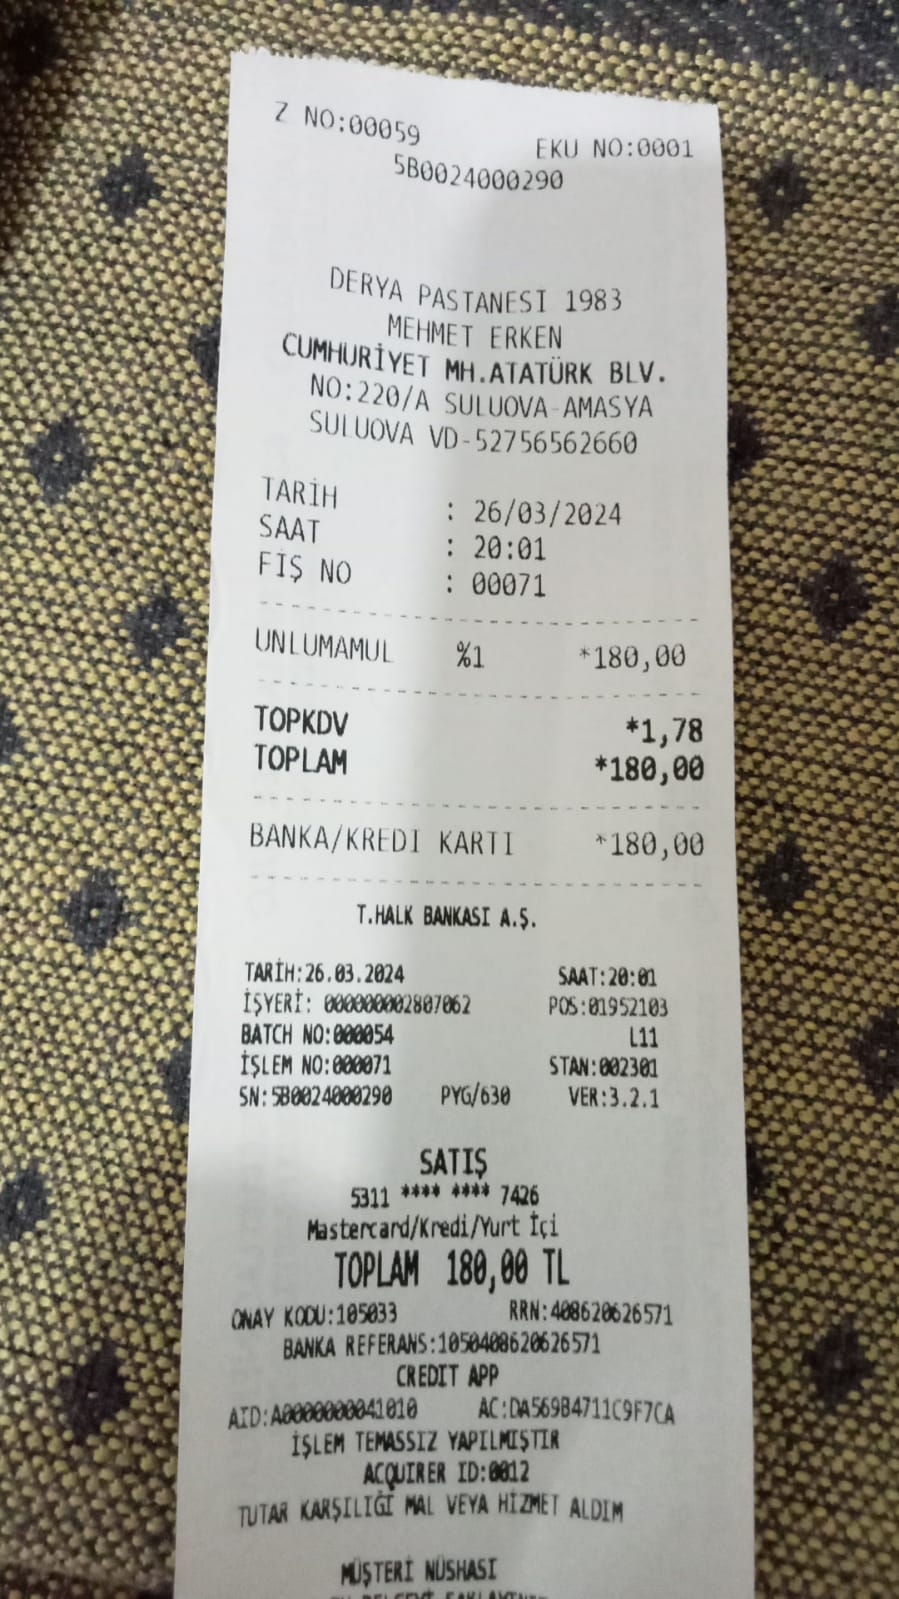 Z NO:00059 EKU NO:0001
5B0024000290
DERYA PASTANESI 1983
MEHMET ERKEN
CUMHURİYET MH.ATATÜRK BLV.
NO:220/A SULUOVA-AMASYA
SULUOVA VD-52756562660
TARİH : 26/03/2024
SAAT : 20:01
FİŞ NO : 00071
UNLUMAMUL %1 *180,00
TOPKDV *1,78
TOPLAM *180,00
BANKA/KREDI KARTI *180,00
T.HALK BANKASI A.Ş.
TARİH:26.03.2024 SAAT:20:01
İŞYERİ: 000000002807062 POS:01952103
BATCH NO:000054 L11
İŞLEM NO:000071 STAN:002301
SN:5B0024000290 PYG/630 VER:3.2.1
SATIŞ
5311 **** **** 7426
Mastercard/Kredi/Yurt İçi
TOPLAM 180,00 TL
ONAY KODU:105033 RRN:408620626571
BANKA REFERANS:1050408620626571
CREDIT APP
AID:A0000000041010 AC:DA569B4711C9F7CA
İŞLEM TEMASSIZ YAPILMIŞTIR
ACQUIRER ID:0012
TUTAR KARŞILIĞI MAL VEYA HİZMET ALDIM
MÜŞTERİ NÜSHASI